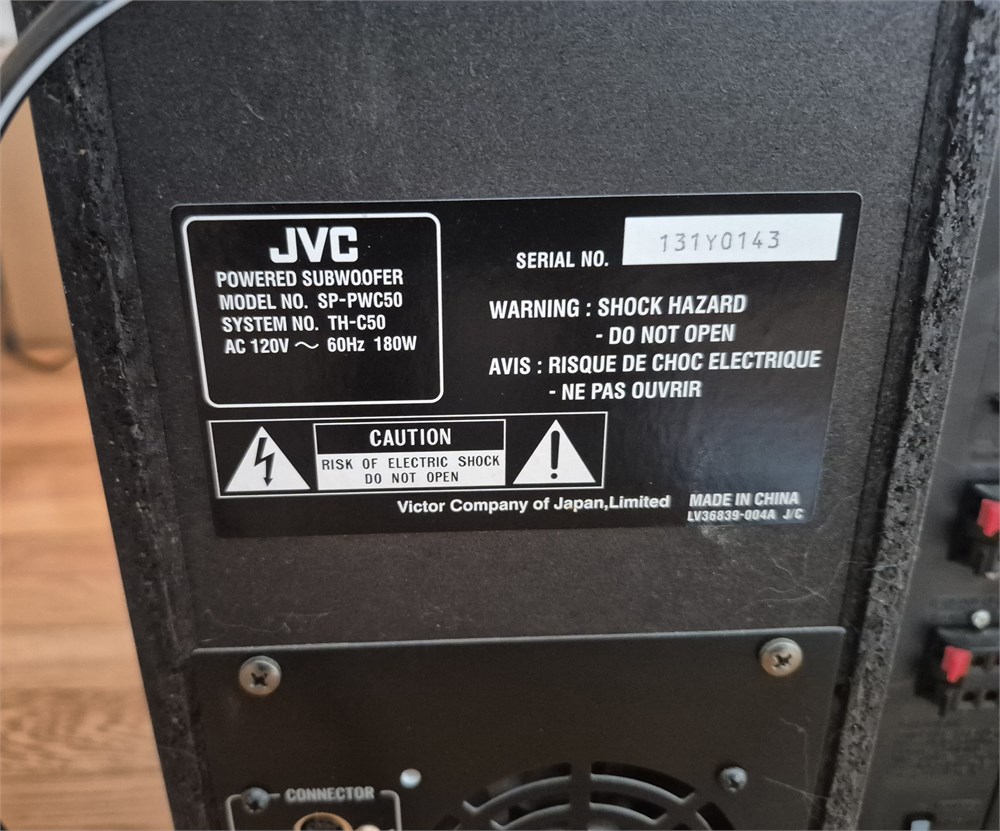 JVC
POWERED SUBWOOFER
MODEL NO. SP-PWC50
SYSTEM NO. TH-C50
AC 120V ~ 60Hz 180W
SERIAL NO. 131Y0143
WARNING : SHOCK HAZARD
- DO NOT OPEN
AVIS : RISQUE DE CHOC ELECTRIQUE
- NE PAS OUVRIR
CAUTION
RISK OF ELECTRIC SHOCK
DO NOT OPEN
Victor Company of Japan,Limited
MADE IN CHINA
LV36839-004A J/C
CONNECTOR